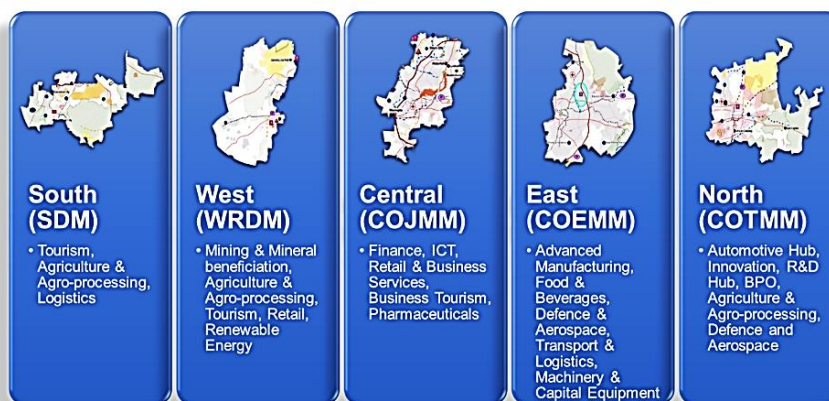 South
(SDM)
• Tourism,
Agriculture &
Agro-processing,
Logistics
West
(WRDM)
• Mining & Mineral
beneficiation,
Agriculture &
Agro-processing,
Tourism, Retail,
Renewable
Energy
Central
(COJMM)
• Finance, ICT,
Retail & Business
Services,
Business Tourism,
Pharmaceuticals
East
(COEMM)
• Advanced
Manufacturing,
Food &
Beverages,
Defence &
Aerospace,
Transport &
Logistics,
Machinery &
Capital Equipment
North
(COTMM)
• Automotive Hub,
Innovation, R&D
Hub, BPO,
Agriculture &
Agro-processing,
Defence and
Aerospace